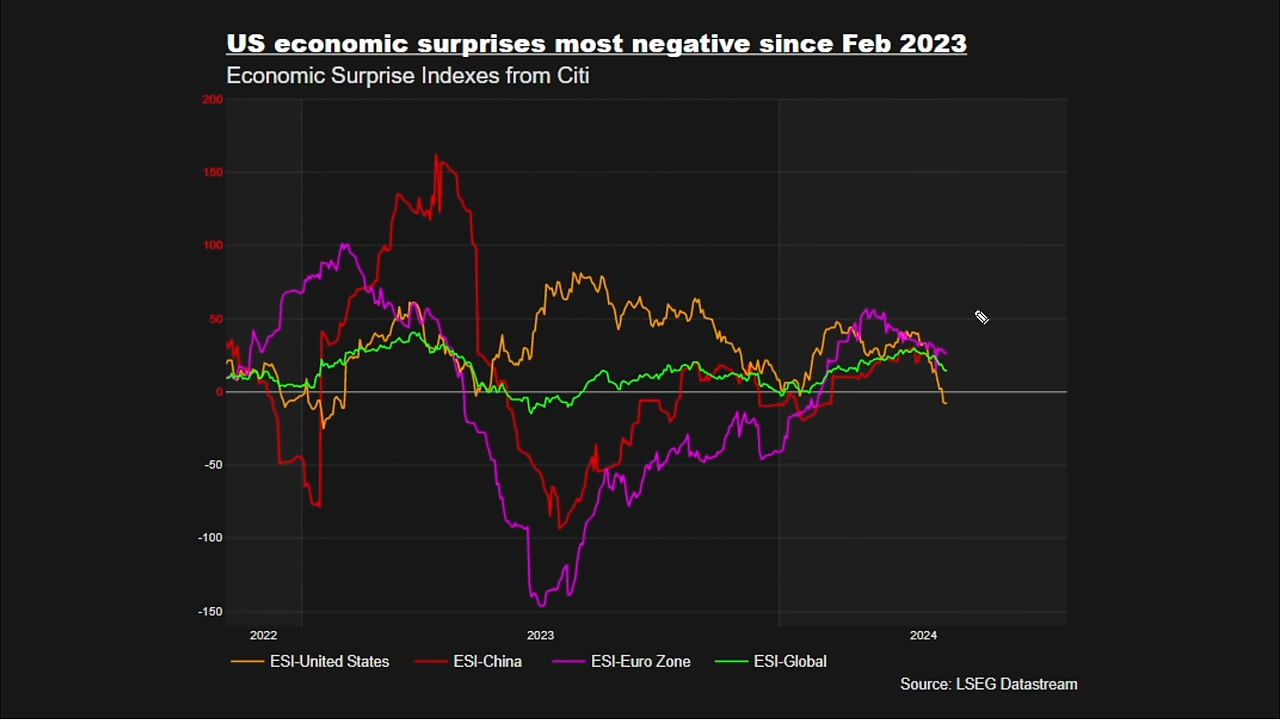 US economic surprises most negative since Feb 2023
Economic Surprise Indexes from Citi
200
150
100
50
0
-50
-100
-150
2022 2023 2024
ESI-United States ESI-China ESI-Euro Zone ESI-Global
Source: LSEG Datastream